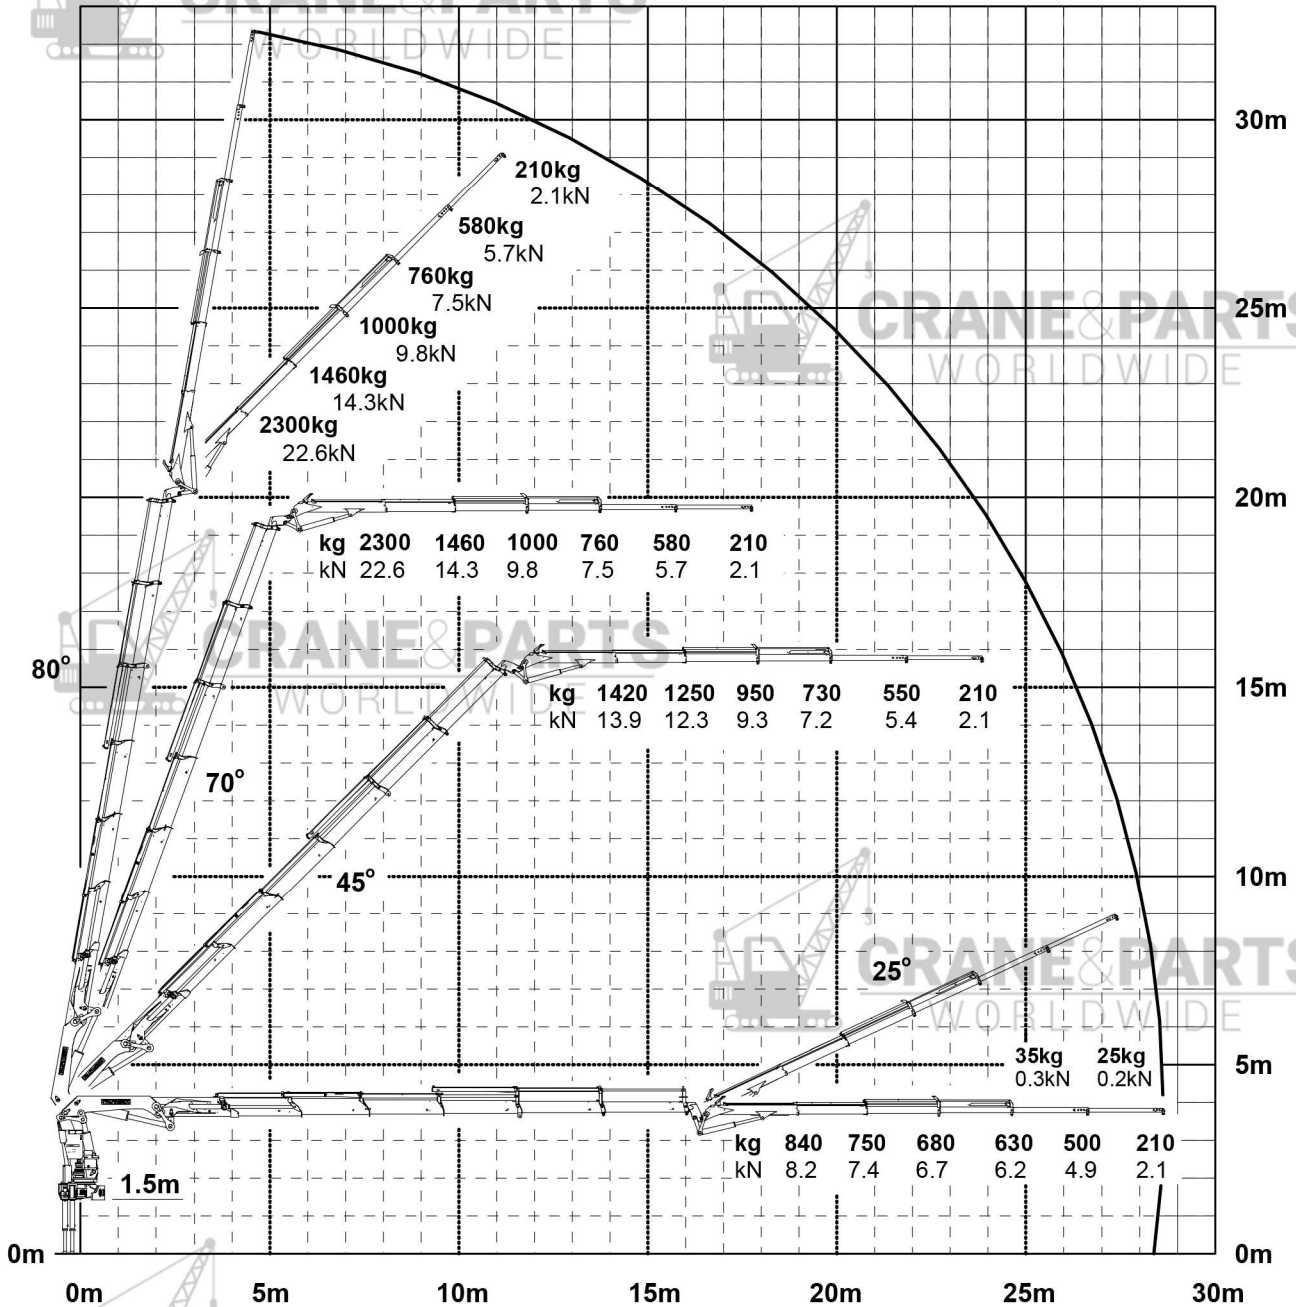 CRANE&PARTS
WORLDWIDE
30m
210kg
2.1kN
580kg
5.7kN
760kg
7.5kN
25m
1000kg
9.8kN
CRANE&PARTS
WORLDWIDE
1460kg
14.3kN
2300kg
22.6kN
20m
kg 2300 1460 1000 760 580 210
kN 22.6 14.3 9.8 7.5 5.7 2.1
CRANE&PARTS
WORLDWIDE
80°
15m
kg 1420 1250 950 730 550 210
kN 13.9 12.3 9.3 7.2 5.4 2.1
70°
45°
10m
25°
CRANE&PARTS
WORLDWIDE
35kg 25kg
0.3kN 0.2kN
5m
kg 840 750 680 630 500 210
kN 8.2 7.4 6.7 6.2 4.9 2.1
1.5m
0m 0m
0m 5m 10m 15m 20m 25m 30m